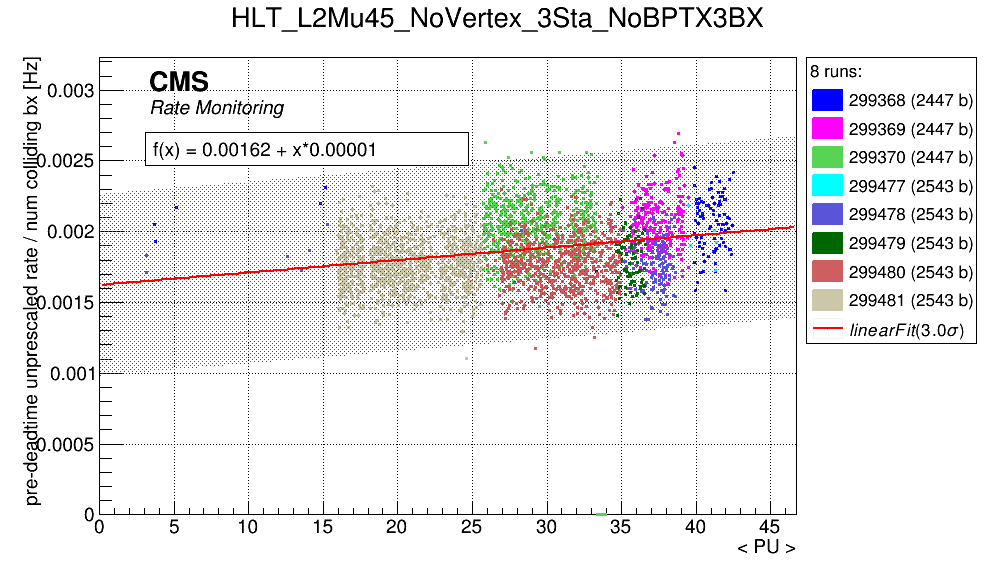 HLT_L2Mu45_NoVertex_3Sta_NoBPTX3BX
pre-deadtime unprescaled rate / num colliding bx [Hz]
CMS
Rate Monitoring
f(x) = 0.00162 + x*0.00001
0.003
0.0025
0.002
0.0015
0.001
0.0005
0
0 5 10 15 20 25 30 35 40 45
< PU >
8 runs:
299368 (2447 b)
299369 (2447 b)
299370 (2447 b)
299477 (2543 b)
299478 (2543 b)
299479 (2543 b)
299480 (2543 b)
299481 (2543 b)
linearFit(3.0σ)